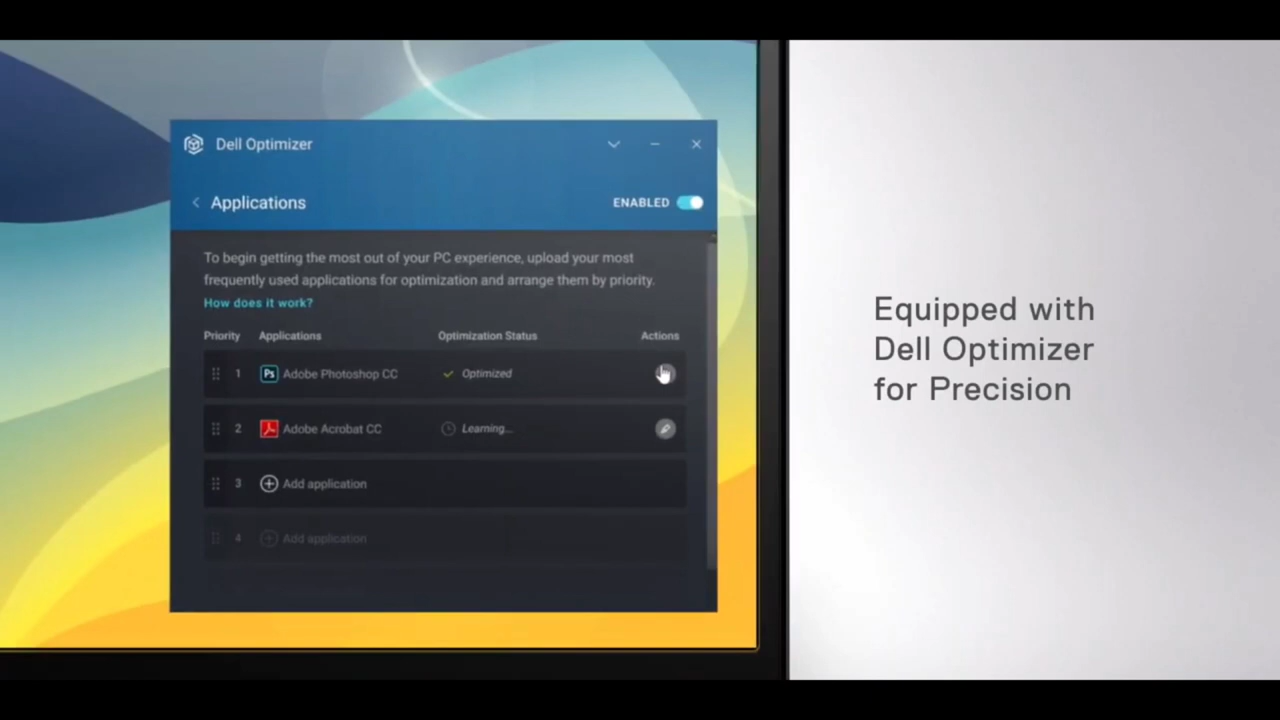 Dell Optimizer
Applications
ENABLED
To begin getting the most out of your PC experience, upload your most
frequently used applications for optimization and arrange them by priority.
How does it work?
Priority Applications Optimization Status Actions
1 Ps Adobe Photoshop CC Optimized
2 Adobe Acrobat CC Learning...
3 Add application
4 Add application
Equipped with
Dell Optimizer
for Precision